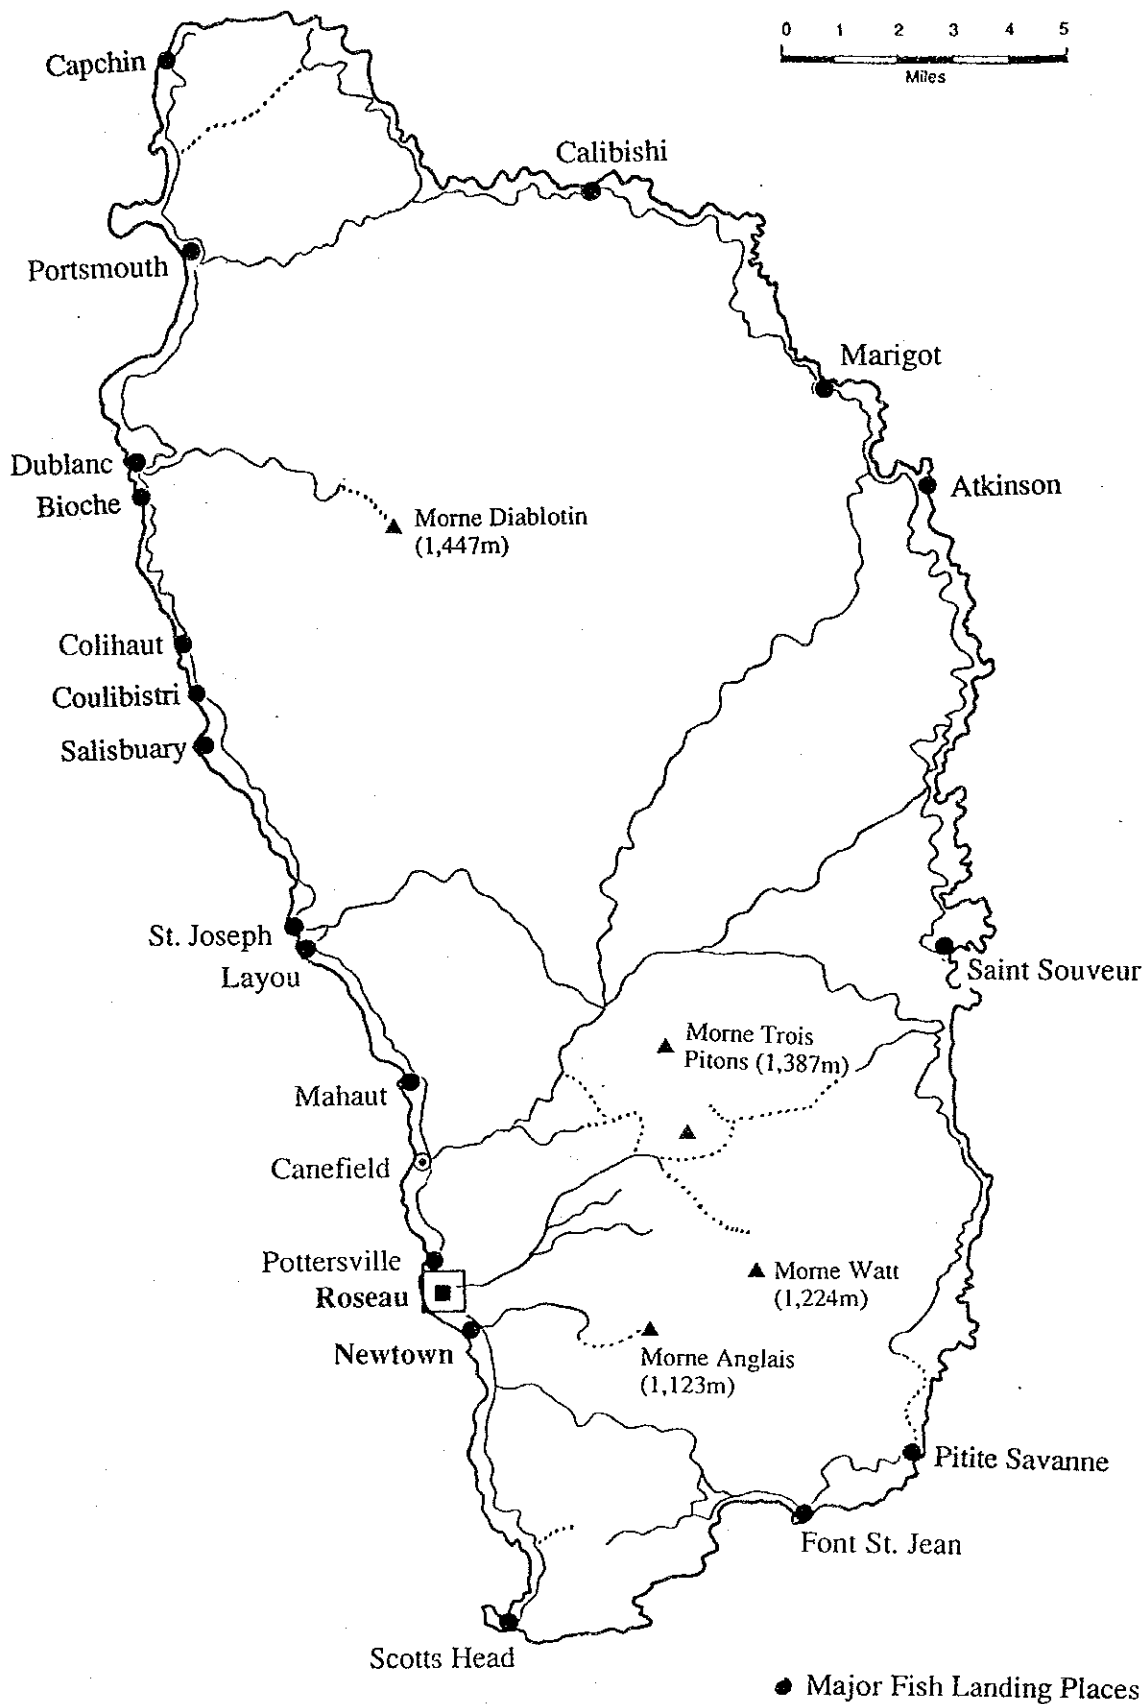 0 1 2 3 4 5
Miles
Capchin
Calibishi
Portsmouth
Marigot
Dublanc
Bioche
Atkinson
Morne Diablotin
(1,447m)
Colihaut
Coulibistri
Salisbuary
St. Joseph
Layou
Saint Souveur
Morne Trois
Pitons (1,387m)
Mahaut
Canefield
Pottersville
Roseau
Morne Watt
(1,224m)
Newtown
Morne Anglais
(1,123m)
Pitite Savanne
Font St. Jean
Scotts Head
Major Fish Landing Places